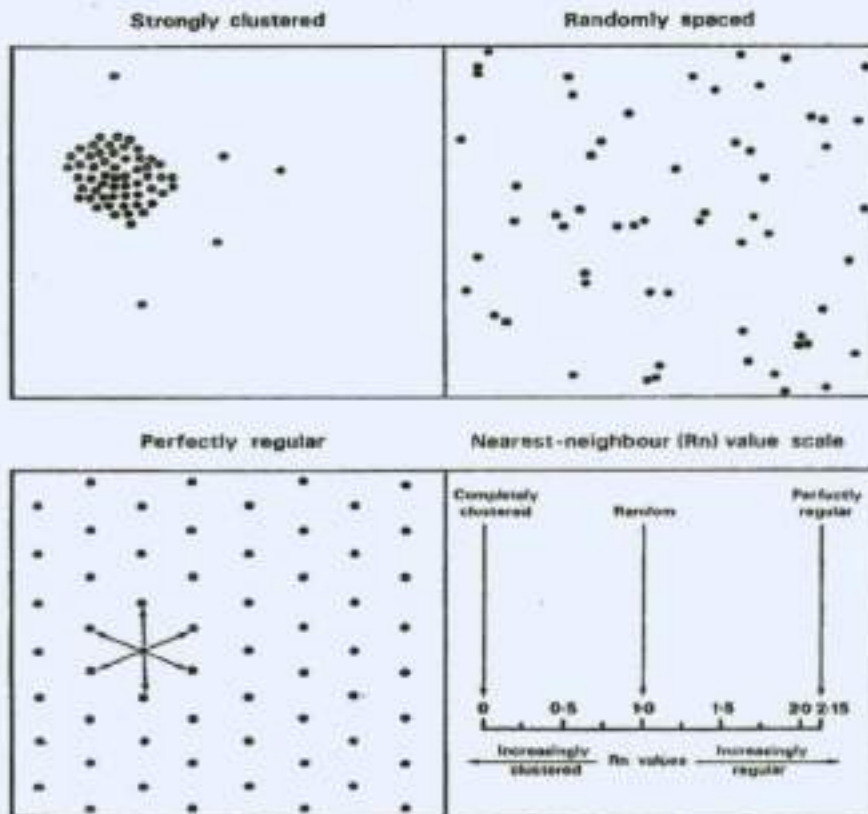 Strongly clustered
Randomly spaced
Perfectly regular
Nearest-neighbour (Rn) value scale
Completely
clustered
Random
Perfectly
regular
0 0·5 1·0 1·5 2·0 2·15
Increasingly
clustered
Rn values
Increasingly
regular